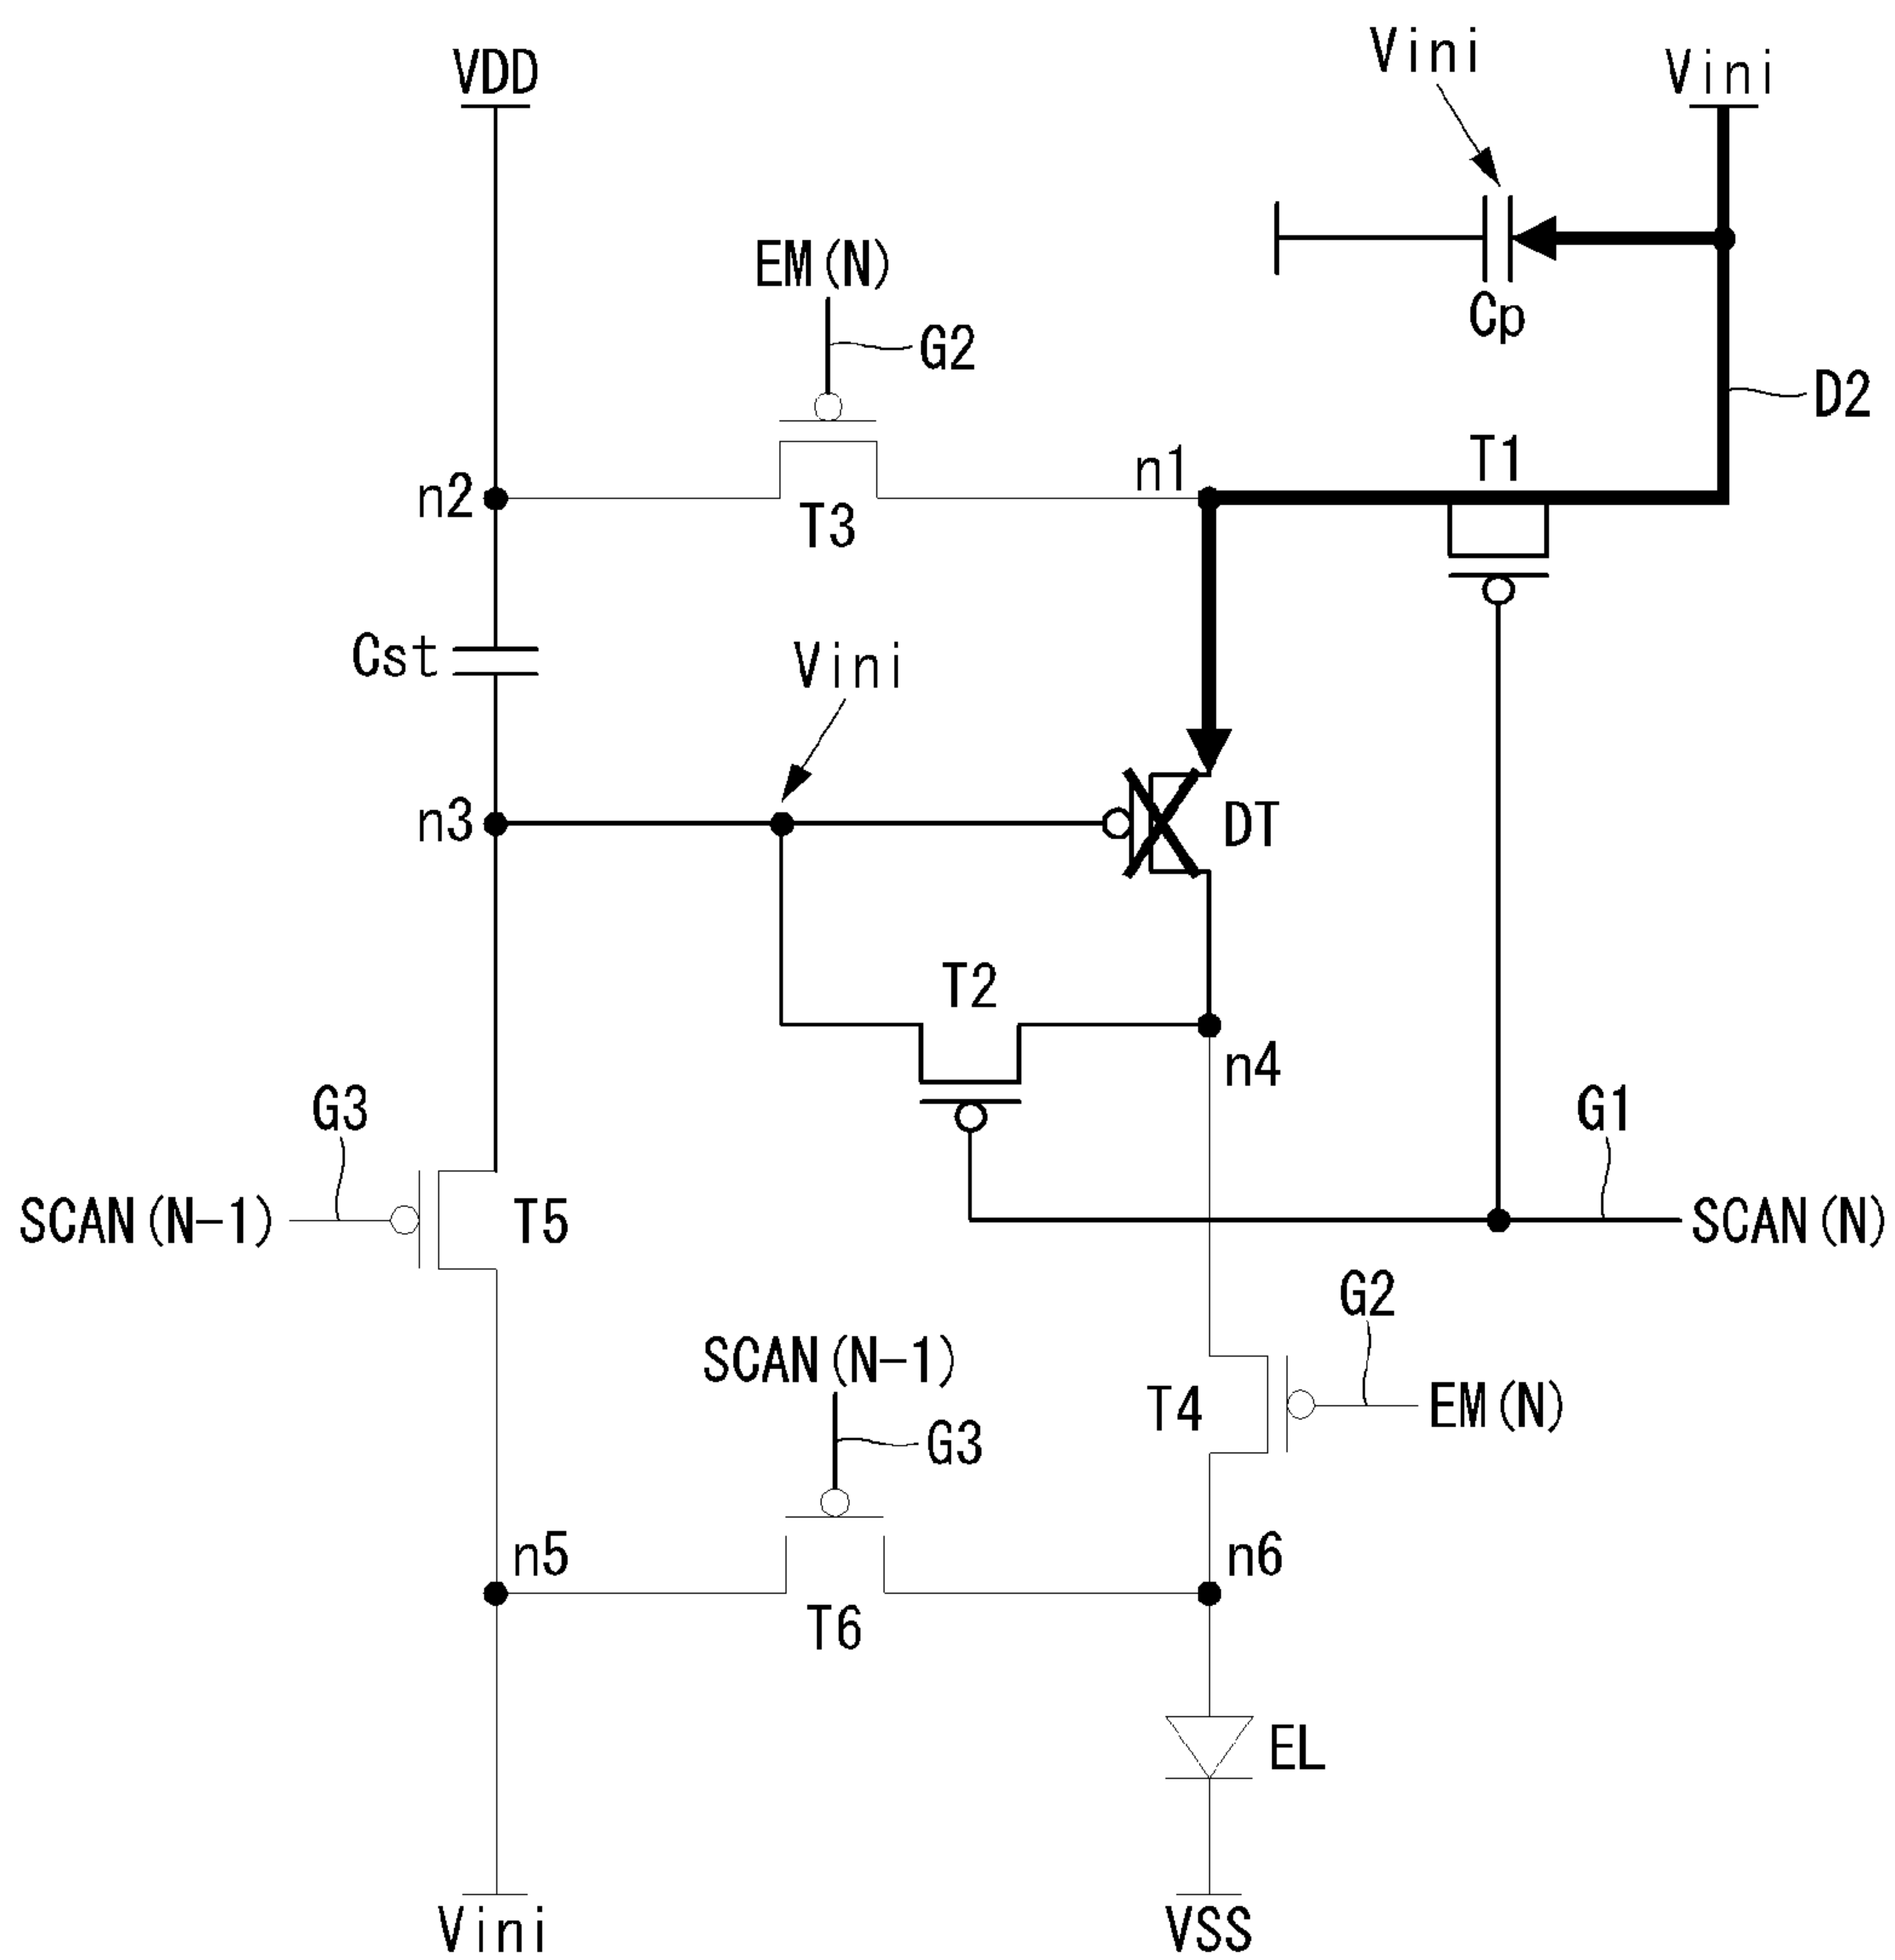 Vini
VDD
Vini
EM(N)
G2
Cp
D2
T1
n1
n2
T3
Cst
Vini
n3
DT
T2
n4
G3
G1
SCAN(N-1)
T5
SCAN(N)
G2
SCAN(N-1)
T4
EM(N)
G3
n5
n6
T6
EL
Vini
VSS